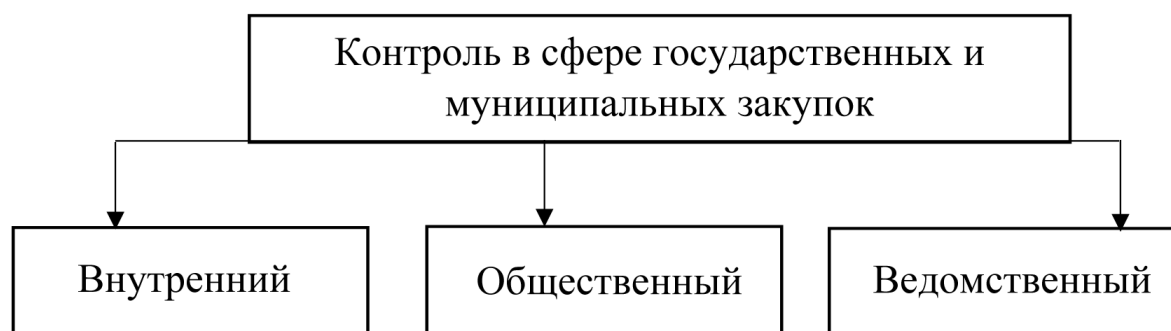 Контроль в сфере государственных и
муниципальных закупок
Внутренний
Общественный
Ведомственный